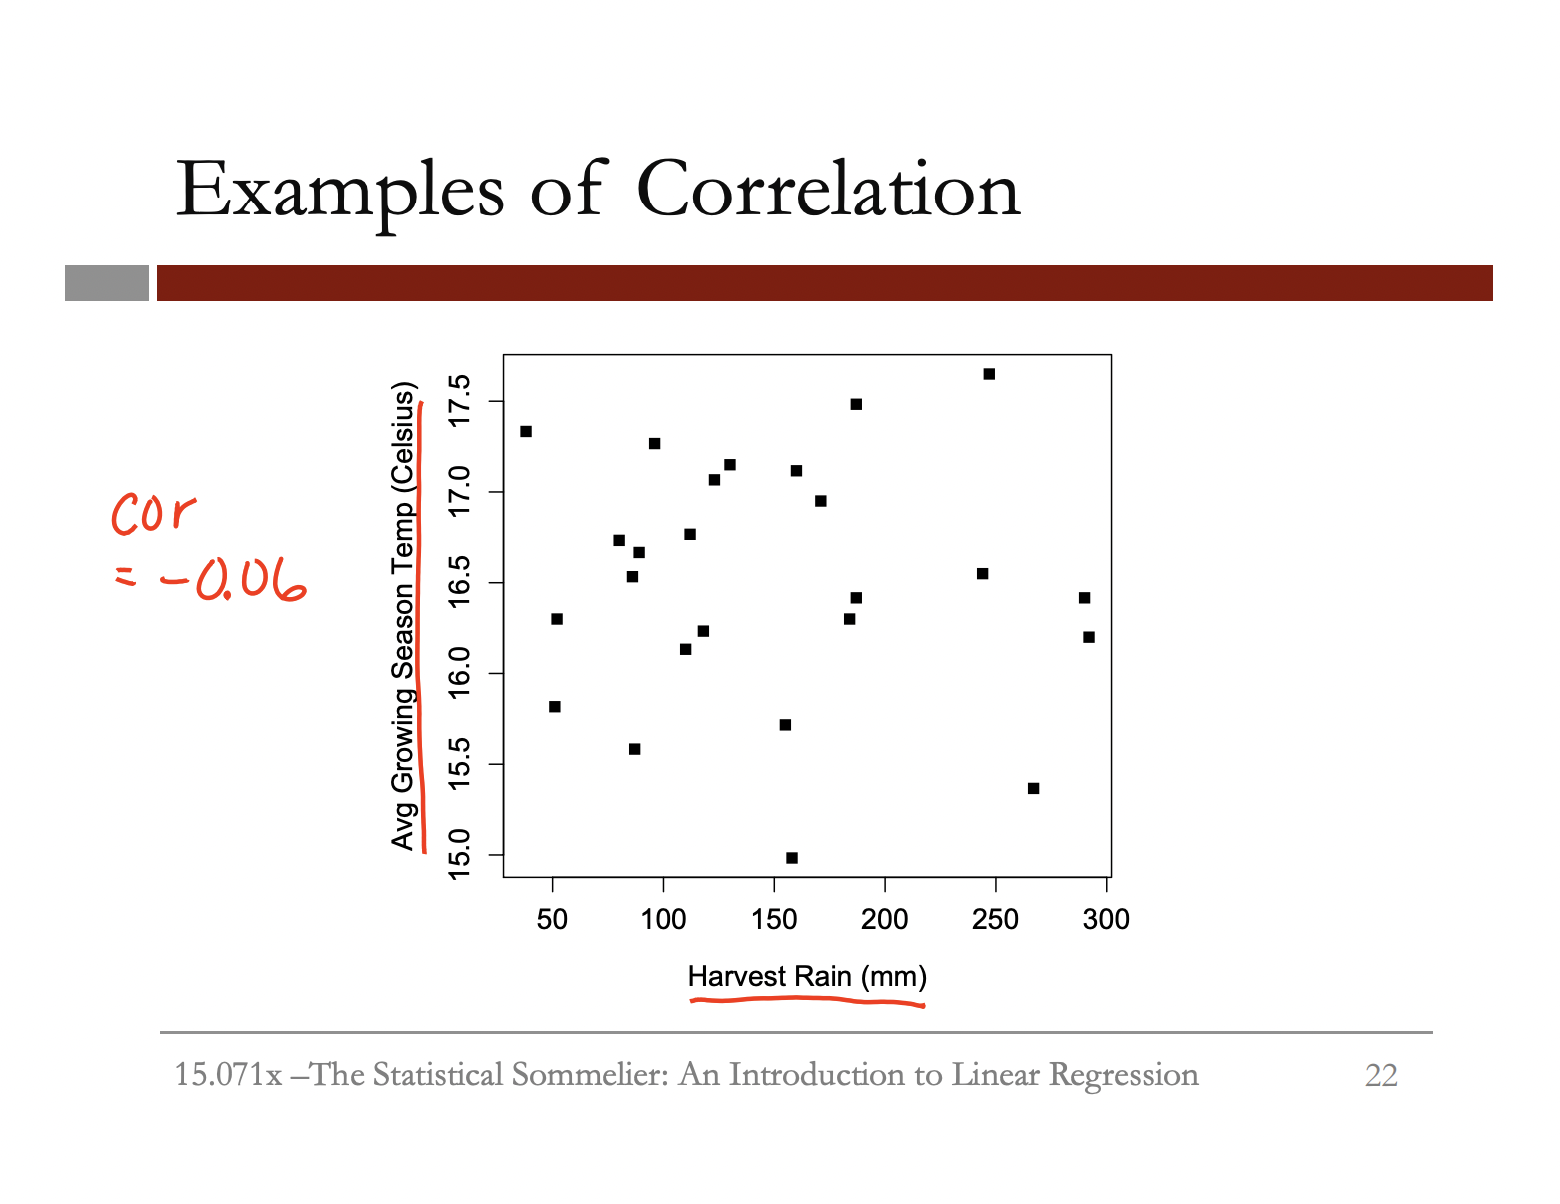 Examples of Correlation
cor
= -0.06
Avg Growing Season Temp (Celsius)
17.5
17.0
16.5
16.0
15.5
15.0
50 100 150 200 250 300
Harvest Rain (mm)
15.071x –The Statistical Sommelier: An Introduction to Linear Regression 22